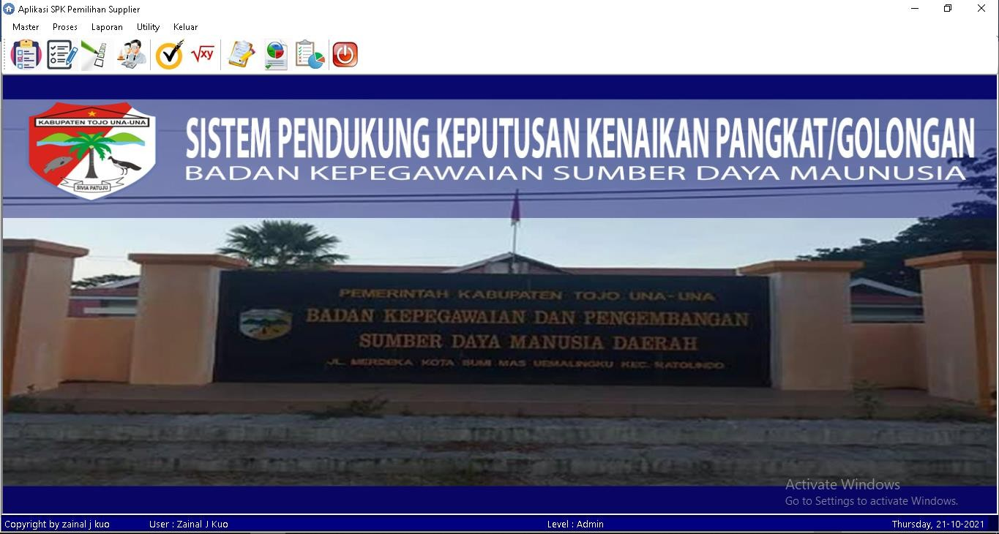 Aplikasi SPK Pemilihan Supplier
Master Proses Laporan Utility Keluar
√xy
KABUPATEN TOJO UNA-UNA
SIVIA PATUJU
SISTEM PENDUKUNG KEPUTUSAN KENAIKAN PANGKAT/GOLONGAN
BADAN KEPEGAWAIAN SUMBER DAYA MAUNUSIA
PEMERINTAH KABUPATEN TOJO UNA-UNA
BADAN KEPEGAWAIAN DAN PENGEMBANGAN
SUMBER DAYA MANUSIA DAERAH
JL. MERDEKA KOTA BUMI MAS UEMALINGKU KEC. RATOLINDO
Activate Windows
Go to Settings to activate Windows.
Copyright by zainal j kuo User : Zainal J Kuo Level : Admin Thursday, 21-10-2021